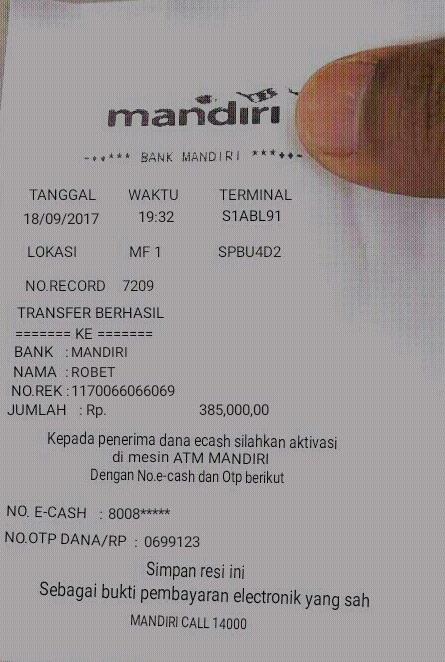 mandiri
-***** BANK MANDIRI *****-
TANGGAL WAKTU TERMINAL
18/09/2017 19:32 S1ABL91
LOKASI MF 1 SPBU4D2
NO.RECORD 7209
TRANSFER BERHASIL
======= KE =======
BANK : MANDIRI
NAMA : ROBET
NO.REK : 1170066066069
JUMLAH : Rp. 385,000,00
Kepada penerima dana ecash silahkan aktivasi
di mesin ATM MANDIRI
Dengan No.e-cash dan Otp berikut
NO. E-CASH : 8008*****
NO.OTP DANA/RP : 0699123
Simpan resi ini
Sebagai bukti pembayaran electronik yang sah
MANDIRI CALL 14000